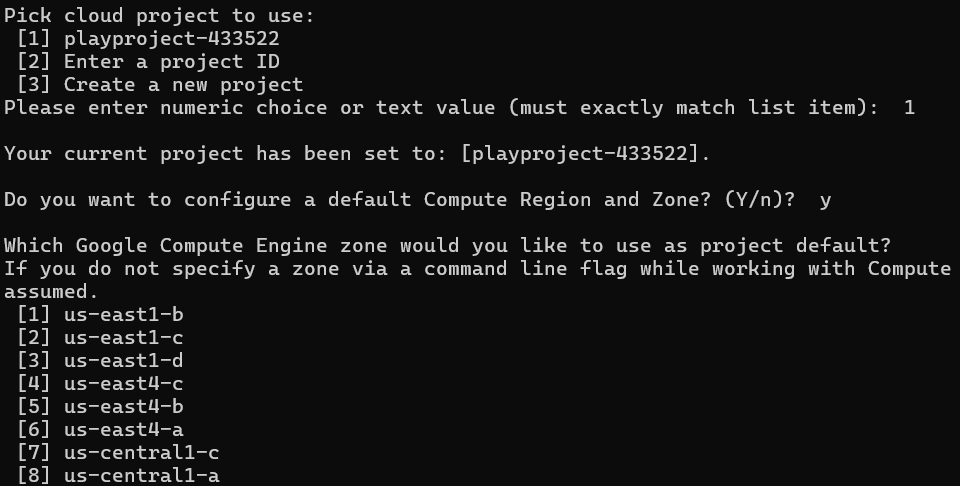 Pick cloud project to use:
[1] playproject-433522
[2] Enter a project ID
[3] Create a new project
Please enter numeric choice or text value (must exactly match list item):  1
Your current project has been set to: [playproject-433522].
Do you want to configure a default Compute Region and Zone? (Y/n)?  y
Which Google Compute Engine zone would you like to use as project default?
If you do not specify a zone via a command line flag while working with Compute
assumed.
[1] us-east1-b
[2] us-east1-c
[3] us-east1-d
[4] us-east4-c
[5] us-east4-b
[6] us-east4-a
[7] us-central1-c
[8] us-central1-a